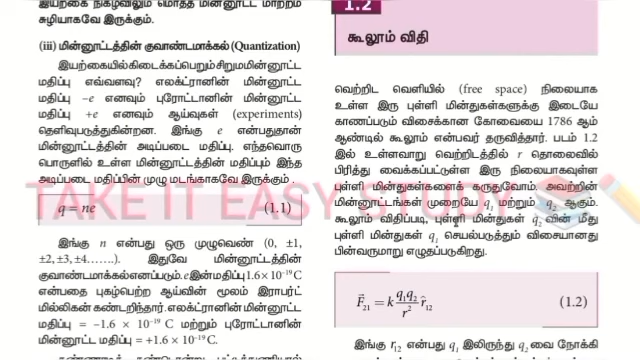 இயற்கை நிகழ்விலும் மொத்த மின்னூட்ட மாற்றம்
சுழியாகவே இருக்கும்.
(iii) மின்னூட்டத்தின் குவாண்டமாக்கல் (Quantization)
இயற்கையில்கிடைக்கப்பெறும்சிறுமமின்னூட்ட
மதிப்பு எவ்வளவு? எலக்ட்ரானின் மின்னூட்ட
மதிப்பு –e எனவும் புரோட்டானின் மின்னூட்ட
மதிப்பு +e எனவும் ஆய்வுகள் (experiments)
தெளிவுபடுத்துகின்றன. இங்கு e என்பதுதான்
மின்னூட்டத்தின் அடிப்படை மதிப்பு. எந்தவொரு
பொருளில் உள்ள மின்னூட்டத்தின் மதிப்பும் இந்த
அடிப்படை மதிப்பின் முழு மடங்காகவே இருக்கும்.
q = ne (1.1)
இங்கு n என்பது ஒரு முழுவெண் (0, ±1,
±2, ±3, ±4.......). இதுவே மின்னூட்டத்தின்
குவாண்டமாக்கல் எனப்படும். e இன் மதிப்பு 1.6×10⁻¹⁹ C
என்பதை புகழ்பெற்ற ஆய்வின் மூலம் இராபர்ட்
மில்லிகன் கண்டறிந்தார். எலக்ட்ரானின் மின்னூட்ட
மதிப்பு = –1.6 × 10⁻¹⁹ C மற்றும் புரோட்டானின்
மின்னூட்ட மதிப்பு = +1.6 × 10⁻¹⁹ C.
1.2
கூலூம் விதி
வெற்றிட வெளியில் (free space) நிலையாக
உள்ள இரு புள்ளி மின்துகள்களுக்கு இடையே
காணப்படும் விசைக்கான கோவையை 1786 ஆம்
ஆண்டில் கூலூம் என்பவர் தருவித்தார். படம் 1.2
இல் உள்ளவாறு வெற்றிடத்தில் r தொலைவில்
பிரித்து வைக்கப்பட்டுள்ள இரு நிலையாகவுள்ள
புள்ளி மின்துகள்களைக் கருதுவோம். அவற்றின்
மின்னூட்டங்கள் முறையே q₁ மற்றும் q₂ ஆகும்.
கூலூம் விதிப்படி, புள்ளி மின்துகள் q₂ வின் மீது
புள்ளி மின்துகள் q₁ செயல்படுத்தும் விசையானது
பின்வருமாறு எழுதப்படுகிறது.
F⃗₂₁ = k q₁q₂/r² r̂₁₂ (1.2)
இங்கு r̂₁₂ என்பது q₁ இலிருந்து q₂ வை நோக்கி
TAKE IT EASY STUDY